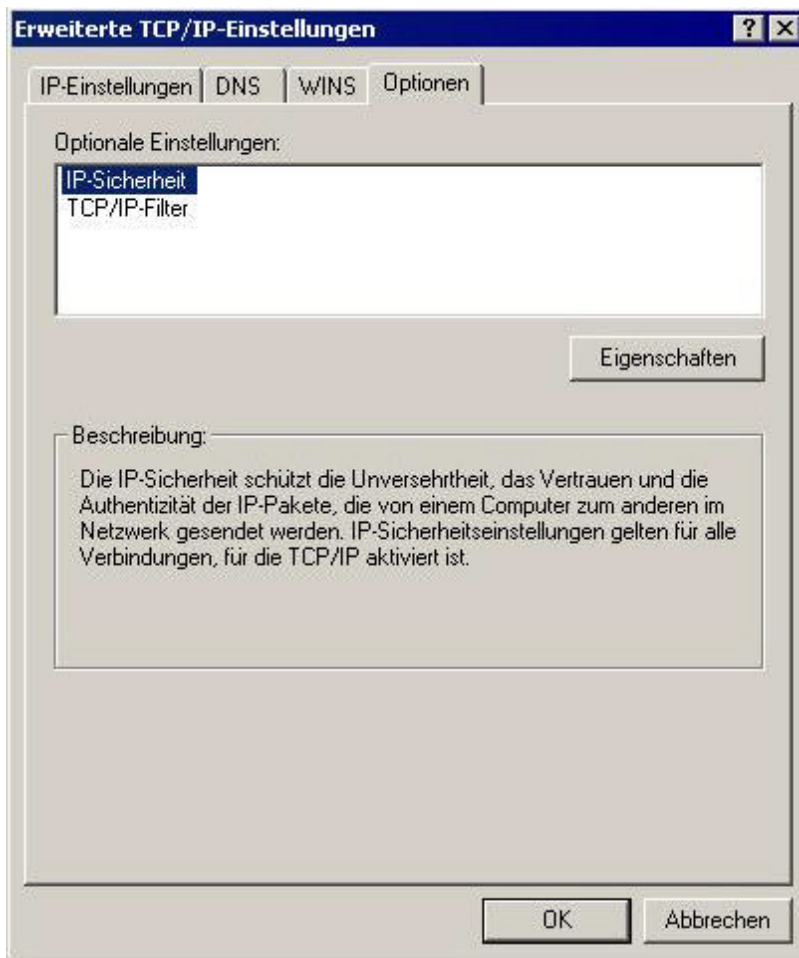 Erweiterte TCP/IP-Einstellungen
IP-Einstellungen DNS WINS Optionen
Optionale Einstellungen:
IP-Sicherheit
TCP/IP-Filter
Eigenschaften
Beschreibung:
Die IP-Sicherheit schützt die Unversehrtheit, das Vertrauen und die
Authentizität der IP-Pakete, die von einem Computer zum anderen im
Netzwerk gesendet werden. IP-Sicherheitseinstellungen gelten für alle
Verbindungen, für die TCP/IP aktiviert ist.
OK Abbrechen